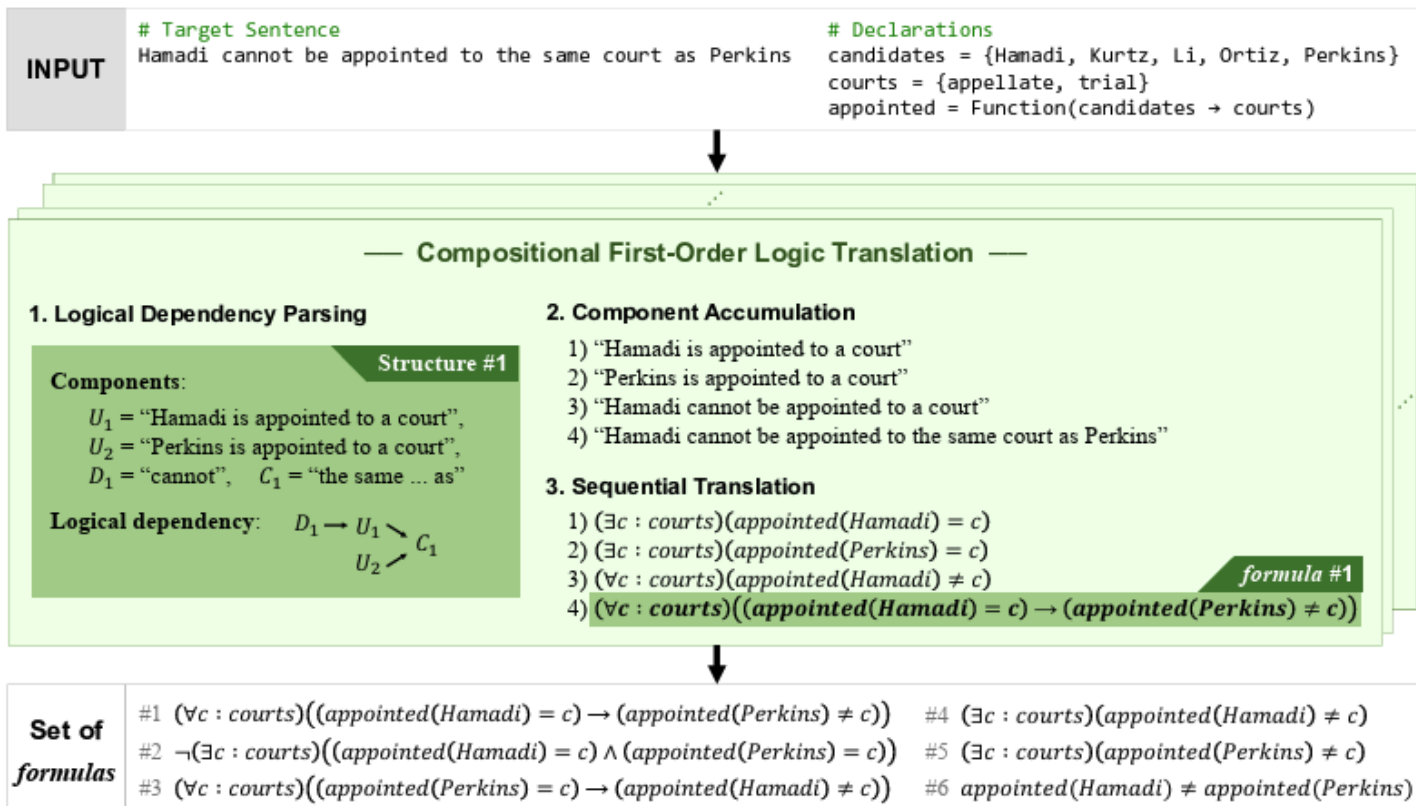 INPUT
# Target Sentence
Hamadi cannot be appointed to the same court as Perkins
# Declarations
candidates = {Hamadi, Kurtz, Li, Ortiz, Perkins}
courts = {appellate, trial}
appointed = Function(candidates → courts)
— Compositional First-Order Logic Translation —
1. Logical Dependency Parsing
Structure #1
Components:
U₁ = “Hamadi is appointed to a court”,
U₂ = “Perkins is appointed to a court”,
D₁ = “cannot”, C₁ = “the same ... as”
Logical dependency: D₁ → U₁ ↘ C₁
U₂ ↗
2. Component Accumulation
1) “Hamadi is appointed to a court”
2) “Perkins is appointed to a court”
3) “Hamadi cannot be appointed to a court”
4) “Hamadi cannot be appointed to the same court as Perkins”
3. Sequential Translation
1) (∃c : courts)(appointed(Hamadi) = c)
2) (∃c : courts)(appointed(Perkins) = c)
3) (∀c : courts)(appointed(Hamadi) ≠ c)
formula #1
4) (∀c : courts)((appointed(Hamadi) = c) → (appointed(Perkins) ≠ c))
Set of
formulas
#1 (∀c : courts)((appointed(Hamadi) = c) → (appointed(Perkins) ≠ c))
#2 ¬(∃c : courts)((appointed(Hamadi) = c) ∧ (appointed(Perkins) = c))
#3 (∀c : courts)((appointed(Perkins) = c) → (appointed(Hamadi) ≠ c))
#4 (∃c : courts)(appointed(Hamadi) ≠ c)
#5 (∃c : courts)(appointed(Perkins) ≠ c)
#6 appointed(Hamadi) ≠ appointed(Perkins)